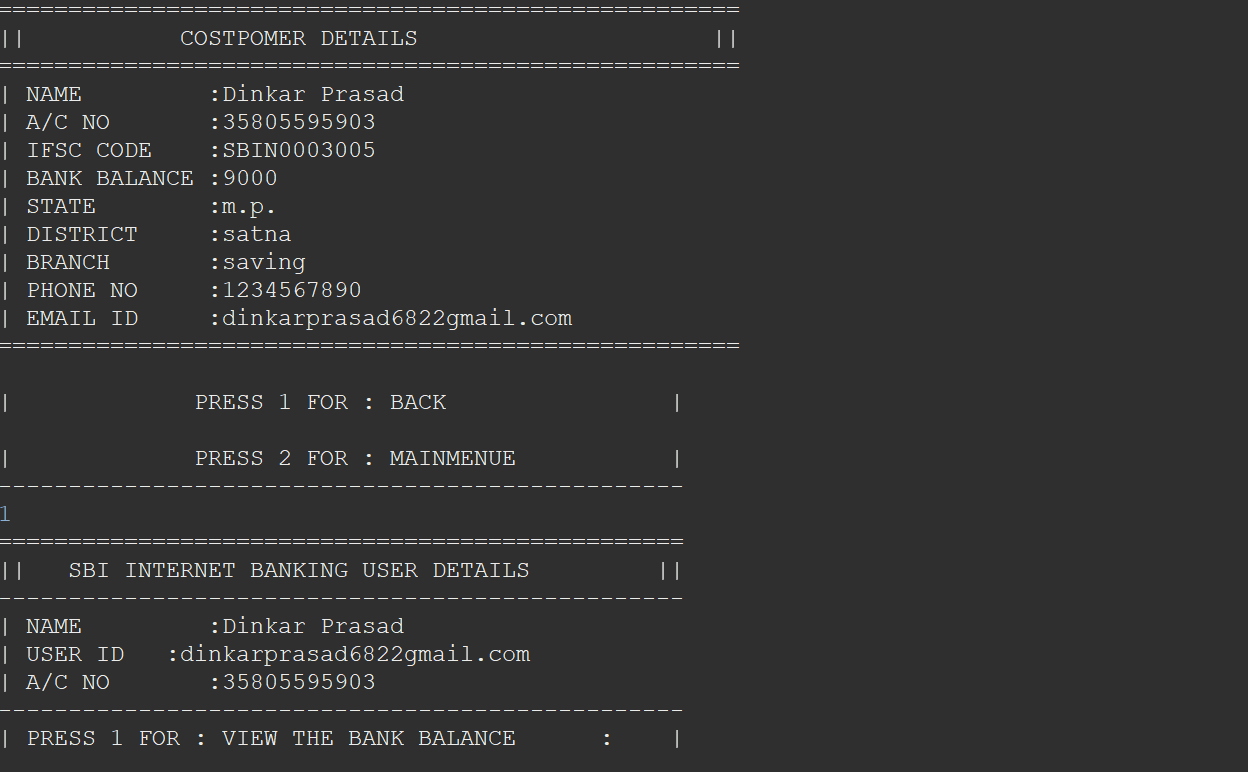 =====================================================
||           COSTPOMER DETAILS                     ||
=====================================================
| NAME         :Dinkar Prasad
| A/C NO       :35805595903
| IFSC CODE    :SBIN0003005
| BANK BALANCE :9000
| STATE        :m.p.
| DISTRICT     :satna
| BRANCH       :saving
| PHONE NO     :1234567890
| EMAIL ID     :dinkarprasad6822gmail.com
=====================================================
|             PRESS 1 FOR : BACK                |
|             PRESS 2 FOR : MAINMENUE           |
-------------------------------------------------
1
=================================================
||   SBI INTERNET BANKING USER DETAILS         ||
-------------------------------------------------
| NAME         :Dinkar Prasad
| USER ID   :dinkarprasad6822gmail.com
| A/C NO       :35805595903
-------------------------------------------------
| PRESS 1 FOR : VIEW THE BANK BALANCE      :    |